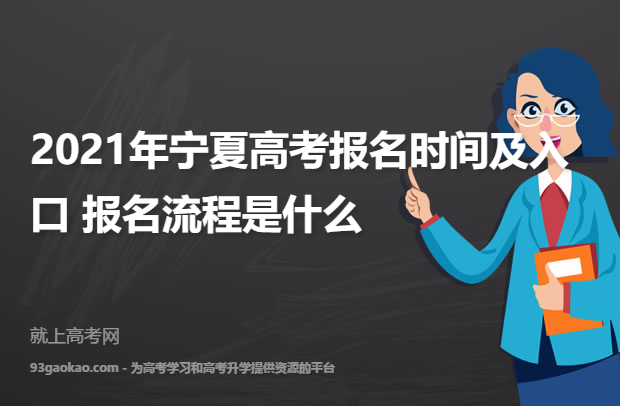 2021年宁夏高考报名时间及入
口 报名流程是什么
就上高考网
93gaokao.com - 为高考学习和高考升学提供资源的平台